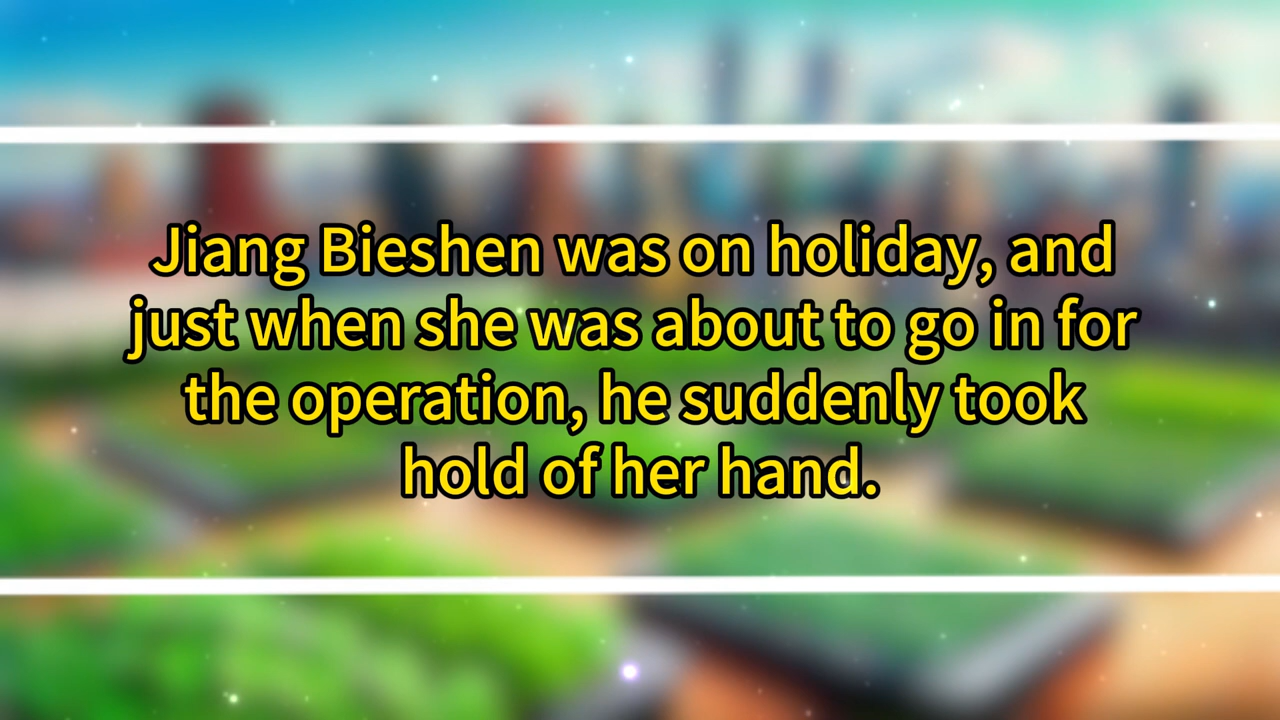 Jiang Bieshen was on holiday, and
just when she was about to go in for
the operation, he suddenly took
hold of her hand.